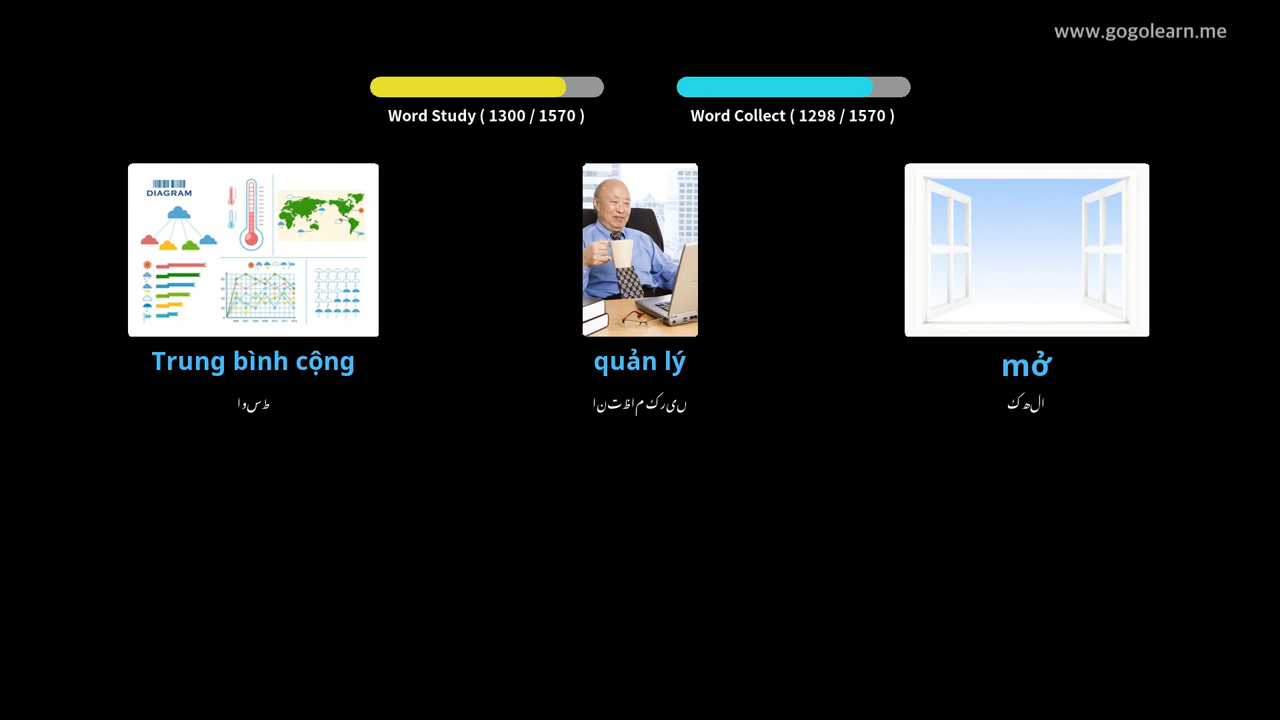 www.gogolearn.me
Word Study ( 1300 / 1570 )
Word Collect ( 1298 / 1570 )
DIAGRAM
Trung bình cộng
quản lý
mở
اوسط
انتظام کریں
کھلا